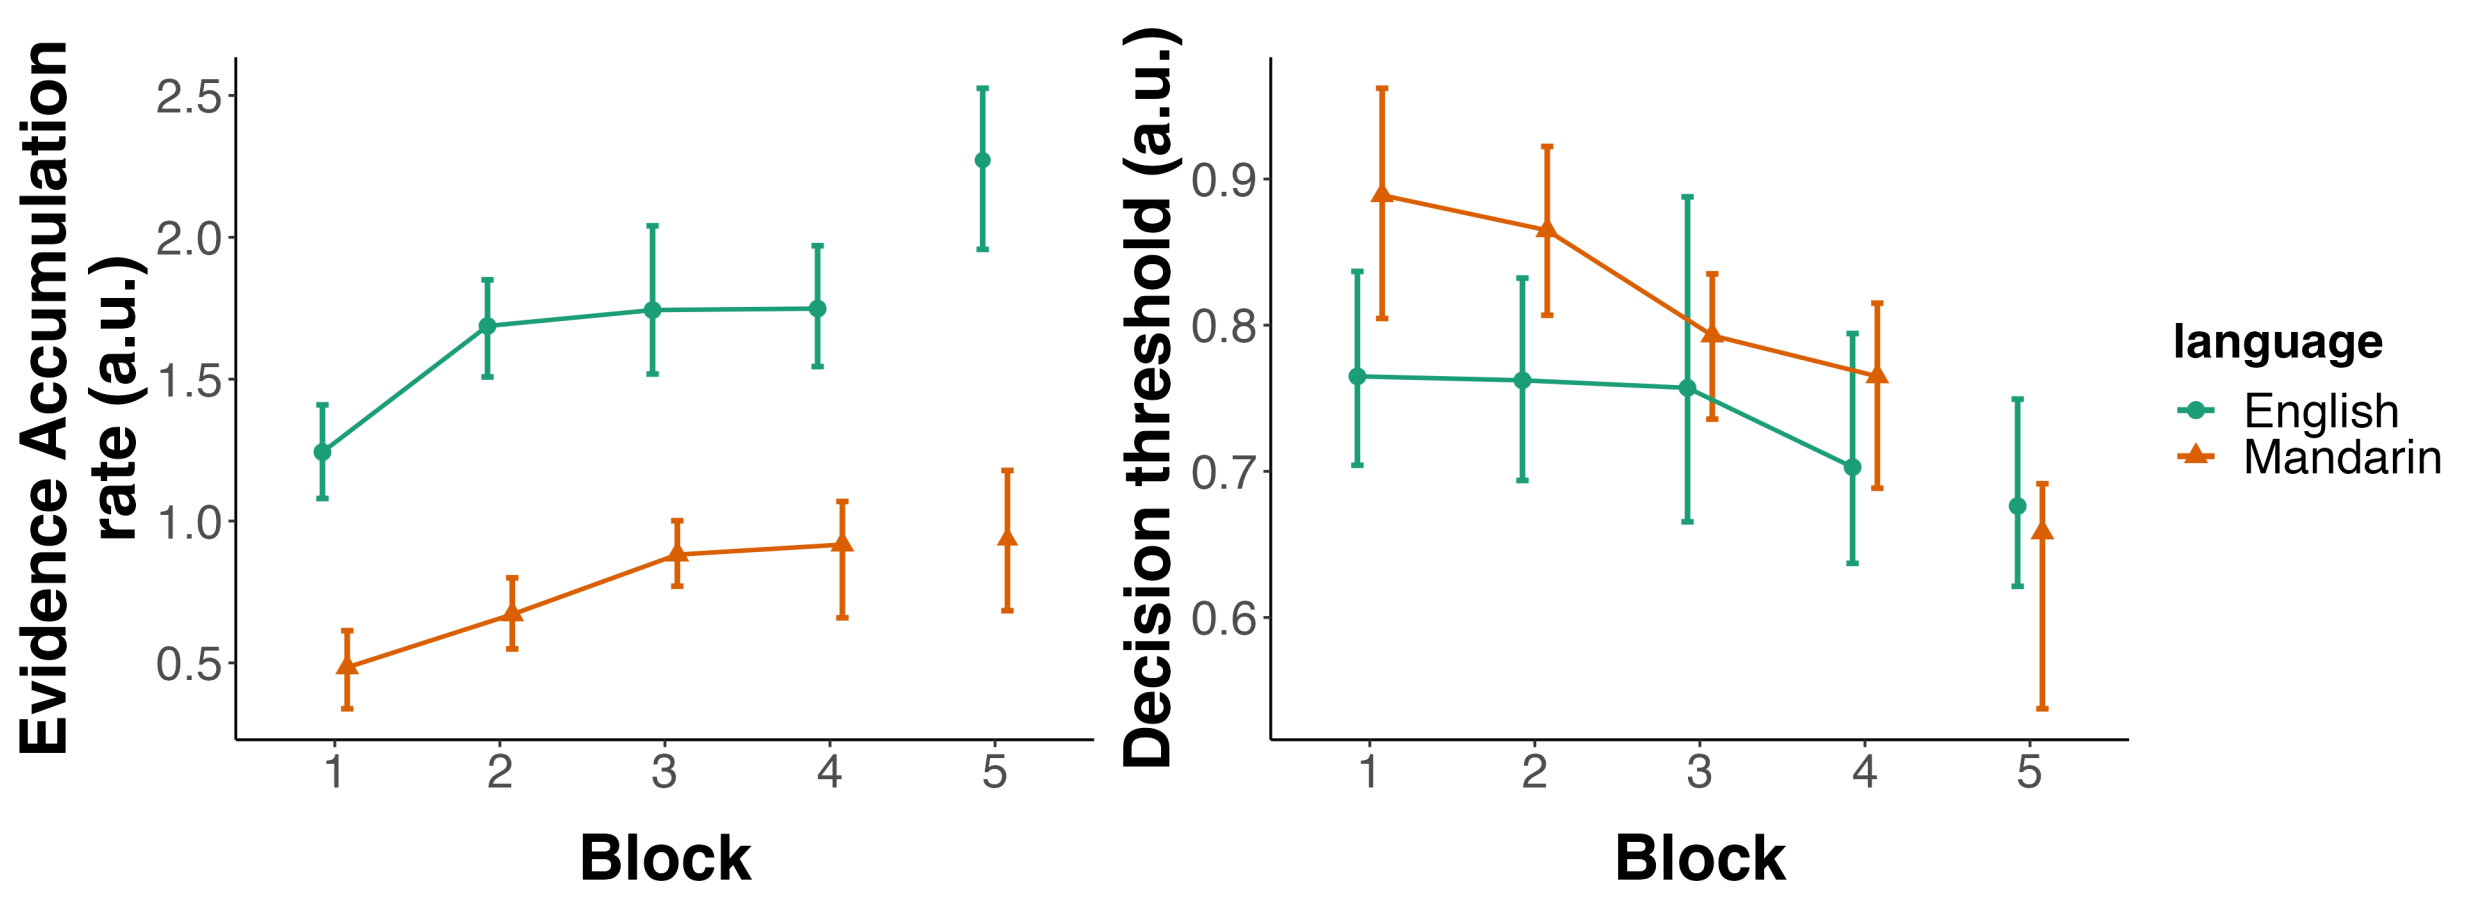 Evidence Accumulation
rate (a.u.)
2.5
2.0
1.5
1.0
0.5
1 2 3 4 5
Block
Decision threshold (a.u.)
0.9
0.8
0.7
0.6
1 2 3 4 5
Block
language
English
Mandarin